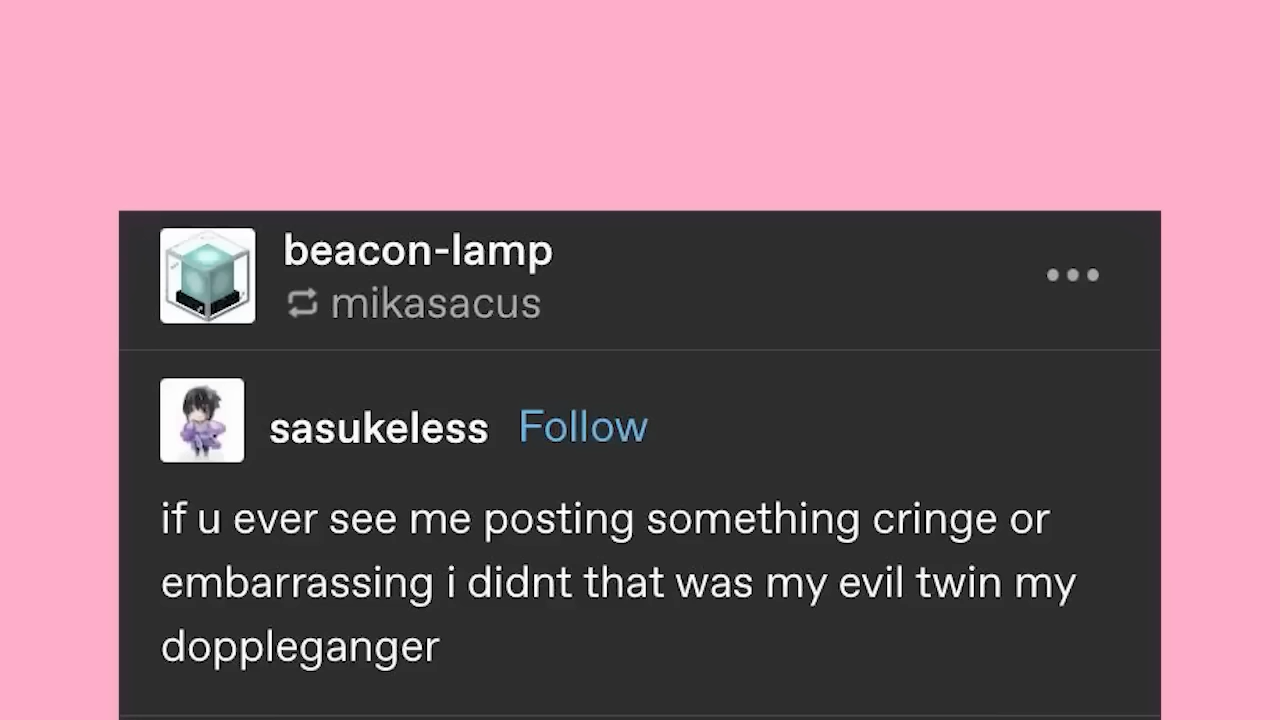 beacon-lamp
mikasacus
sasukeless Follow
if u ever see me posting something cringe or
embarrassing i didnt that was my evil twin my
doppleganger